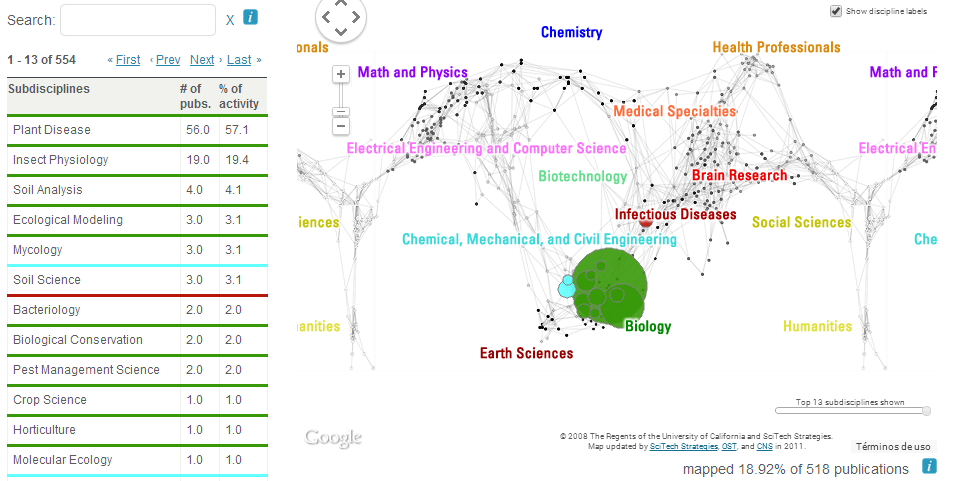 Search:
X i
1 - 13 of 554 « First ‹ Prev Next › Last »
Subdisciplines # of pubs. % of activity
Plant Disease 56.0 57.1
Insect Physiology 19.0 19.4
Soil Analysis 4.0 4.1
Ecological Modeling 3.0 3.1
Mycology 3.0 3.1
Soil Science 3.0 3.1
Bacteriology 2.0 2.0
Biological Conservation 2.0 2.0
Pest Management Science 2.0 2.0
Crop Science 1.0 1.0
Horticulture 1.0 1.0
Molecular Ecology 1.0 1.0
Show discipline labels
Chemistry
onals
Health Professionals
Math and Physics
Math and P
Medical Specialties
Electrical Engineering and Computer Science
Electrical En
Biotechnology
Brain Research
Infectious Diseases
iences
Social Sciences
Chemical, Mechanical, and Civil Engineering
Che
anities
Biology
Humanities
Earth Sciences
Top 13 subdisciplines shown
Google
© 2008 The Regents of the University of California and SciTech Strategies.
Map updated by SciTech Strategies, OST, and CNS in 2011.
Términos de uso
mapped 18.92% of 518 publications i